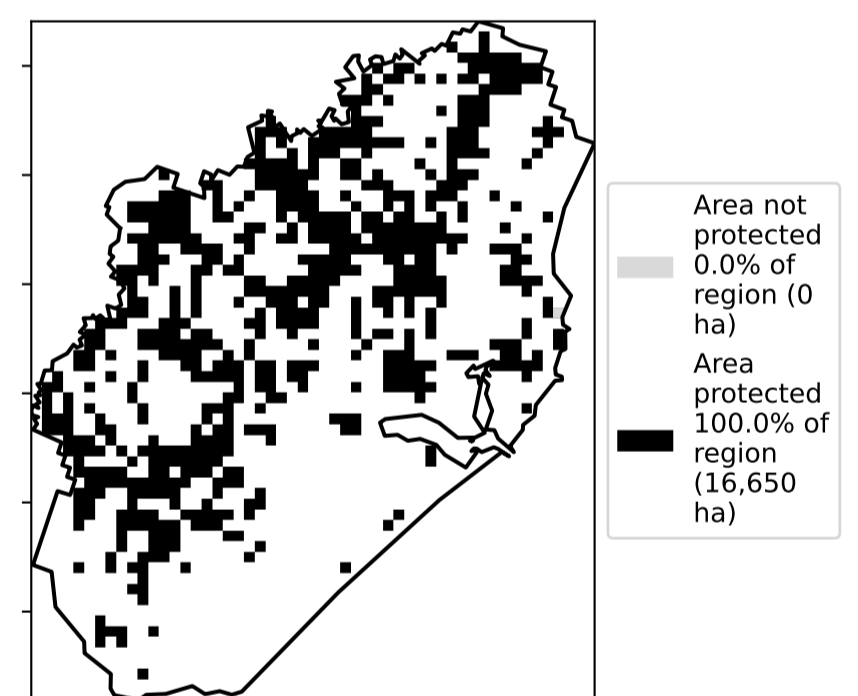 Area not
protected
0.0% of
region (0
ha)
Area
protected
100.0% of
region
(16,650
ha)